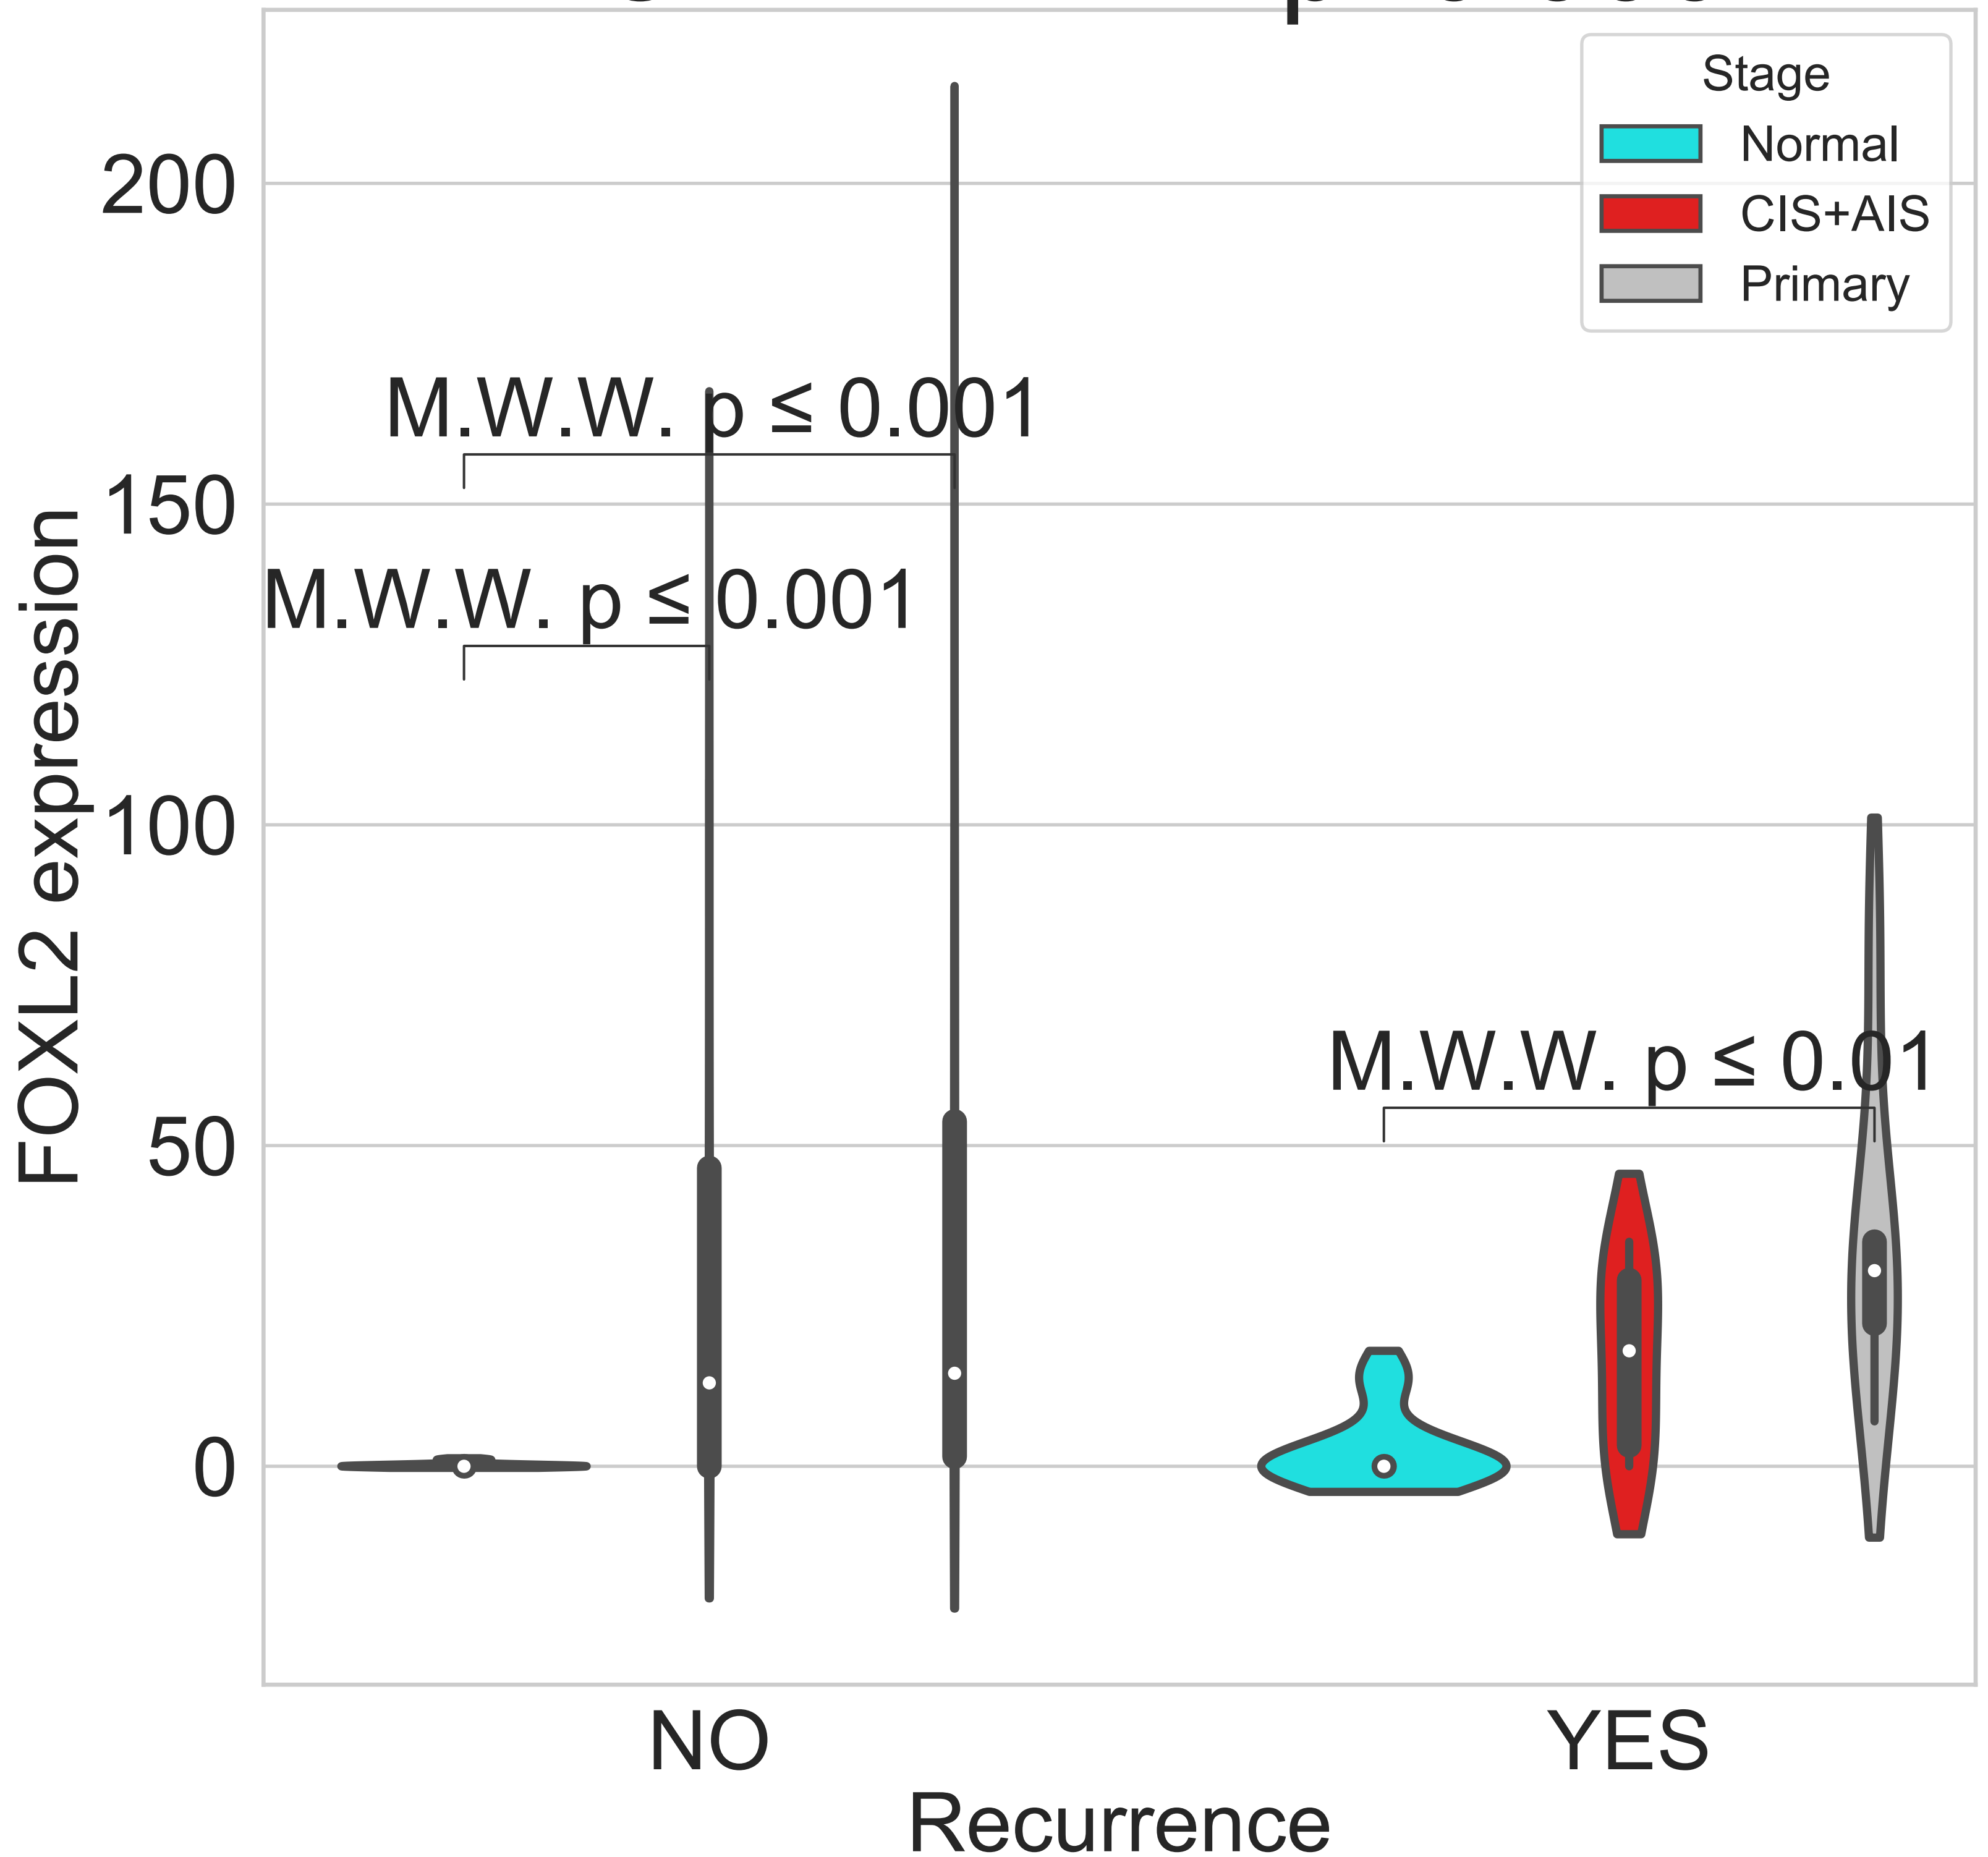 Stage
Normal
CIS+AIS
Primary
200
150
100
50
0
FOXL2 expression
M.W.W. p ≤ 0.001
M.W.W. p ≤ 0.001
M.W.W. p ≤ 0.01
NO
YES
Recurrence